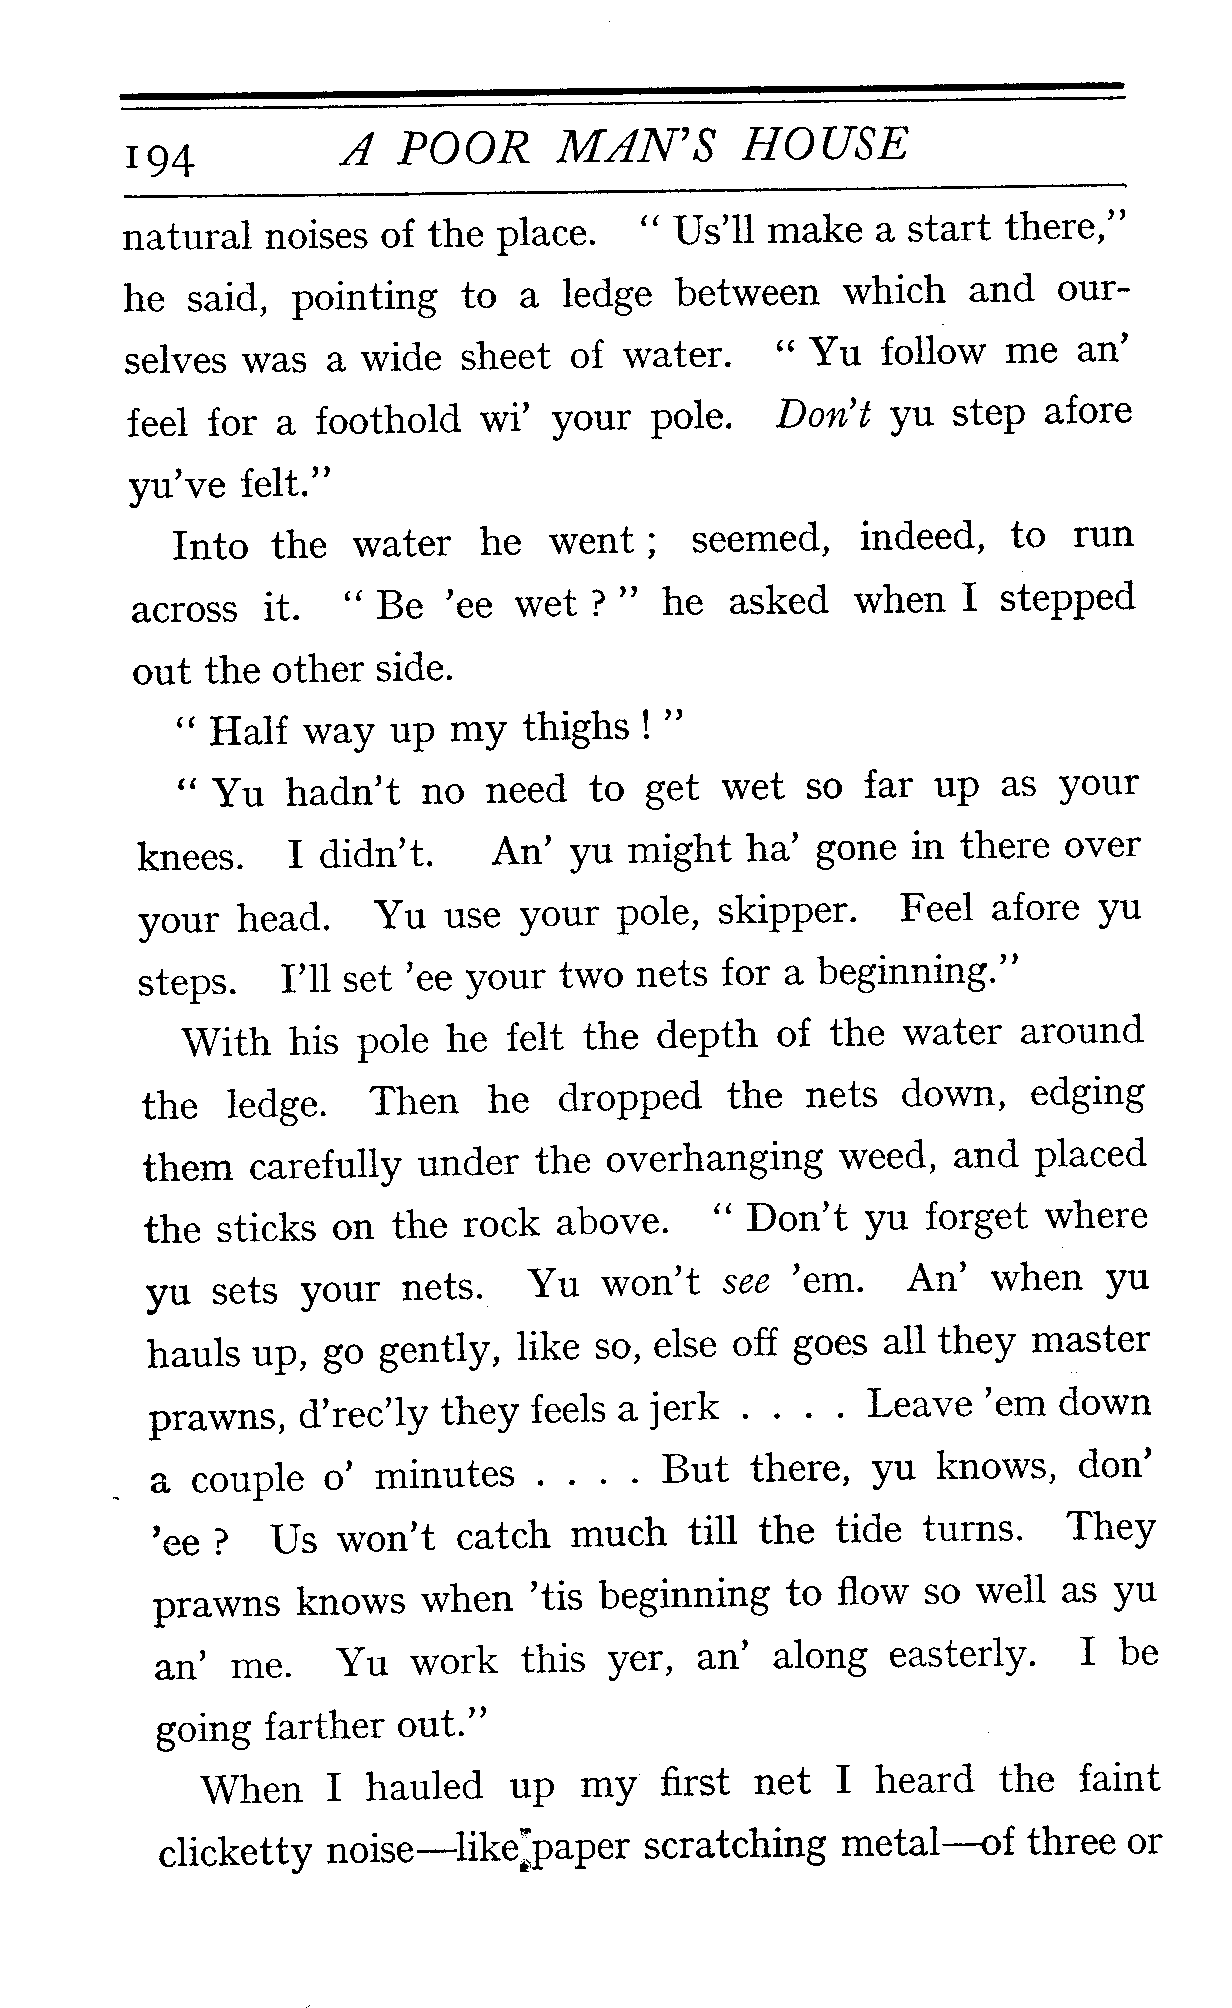 194 A POOR MAN'S HOUSE
natural noises of the place. “ Us'll make a start there,”
he said, pointing to a ledge between which and our-
selves was a wide sheet of water. “ Yu follow me an'
feel for a foothold wi' your pole. Don't yu step afore
yu've felt.”
Into the water he went ; seemed, indeed, to run
across it. “ Be 'ee wet ? ” he asked when I stepped
out the other side.
“ Half way up my thighs ! ”
“ Yu hadn't no need to get wet so far up as your
knees. I didn't. An' yu might ha' gone in there over
your head. Yu use your pole, skipper. Feel afore yu
steps. I'll set 'ee your two nets for a beginning.”
With his pole he felt the depth of the water around
the ledge. Then he dropped the nets down, edging
them carefully under the overhanging weed, and placed
the sticks on the rock above. “ Don't yu forget where
yu sets your nets. Yu won't see 'em. An' when yu
hauls up, go gently, like so, else off goes all they master
prawns, d'rec'ly they feels a jerk . . . . Leave 'em down
a couple o' minutes . . . . But there, yu knows, don'
'ee ? Us won't catch much till the tide turns. They
prawns knows when 'tis beginning to flow so well as yu
an' me. Yu work this yer, an' along easterly. I be
going farther out.”
When I hauled up my first net I heard the faint
clicketty noise—like paper scratching metal—of three or